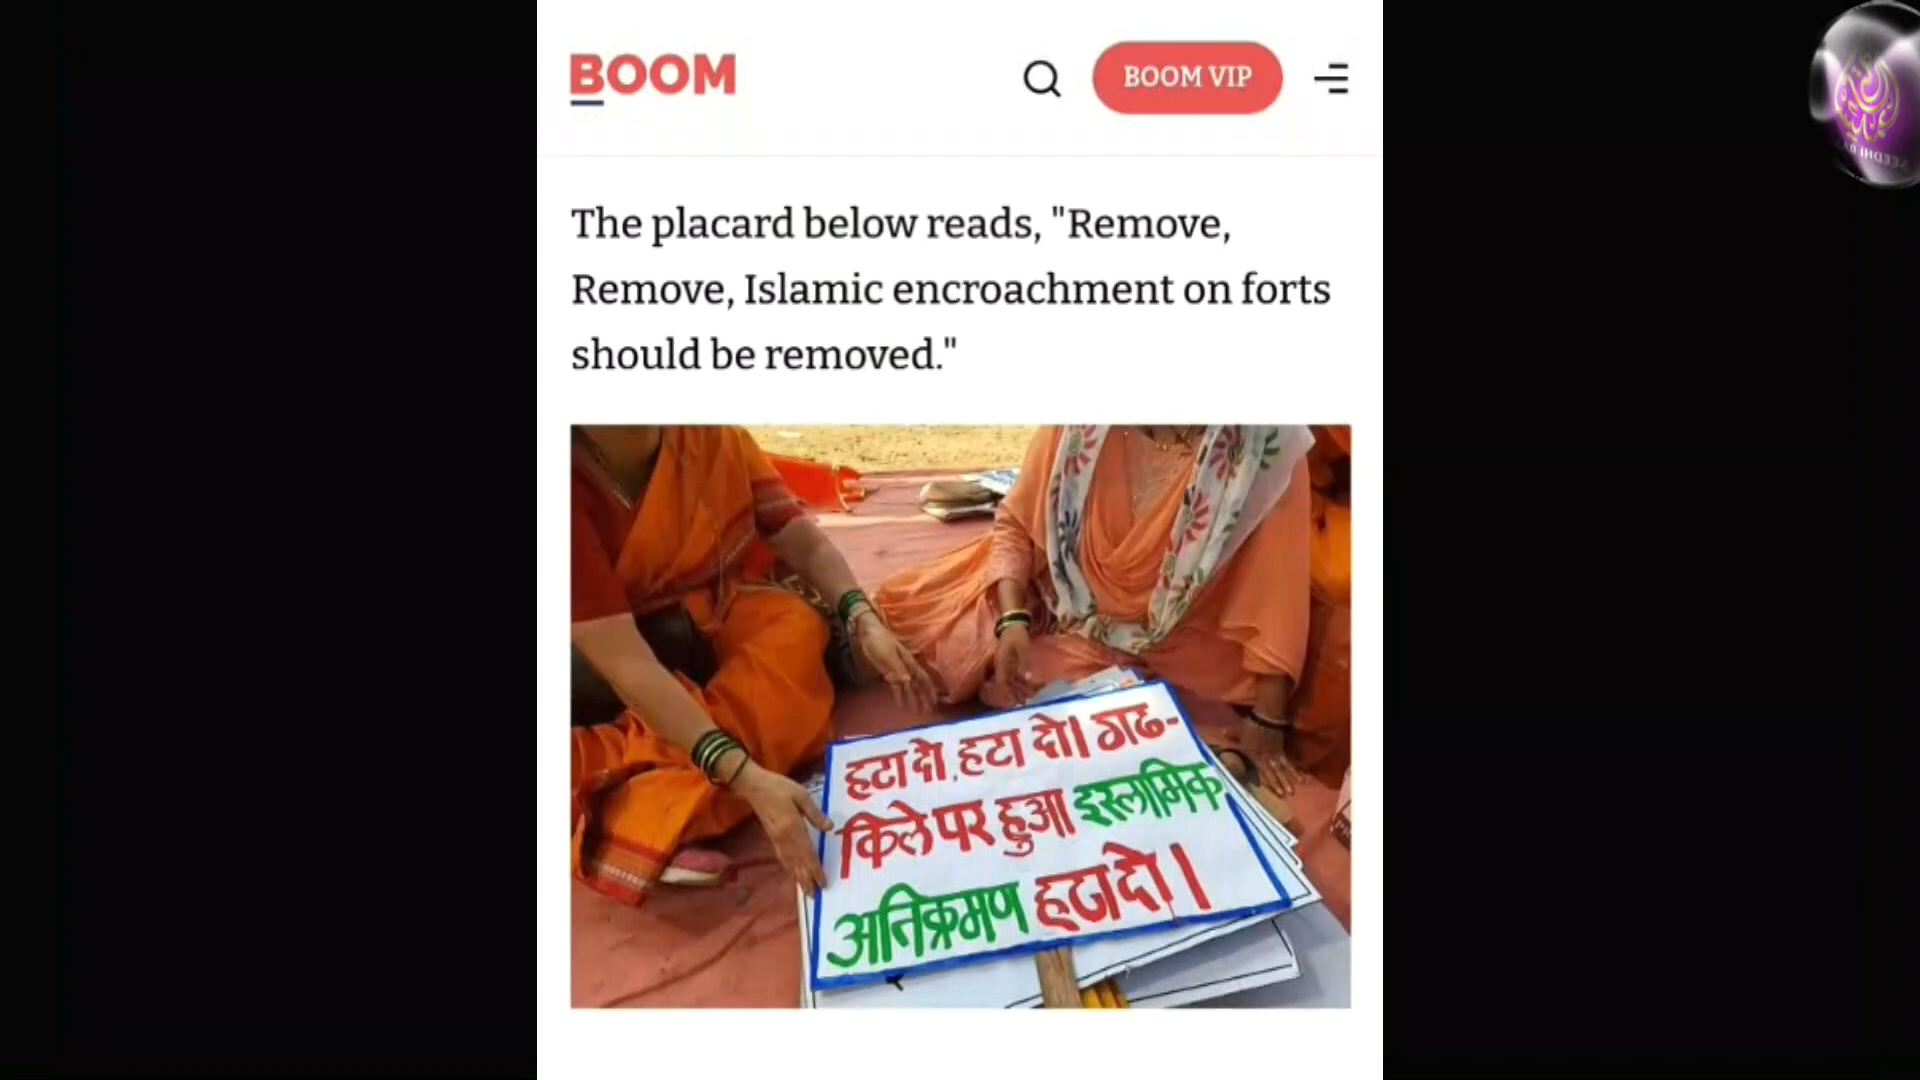 BOOM
BOOM VIP
The placard below reads, "Remove,
Remove, Islamic encroachment on forts
should be removed."
हटा दो, हटा दो। गढ-
किले पर हुआ इस्लामिक
अतिक्रमण हटा दो।